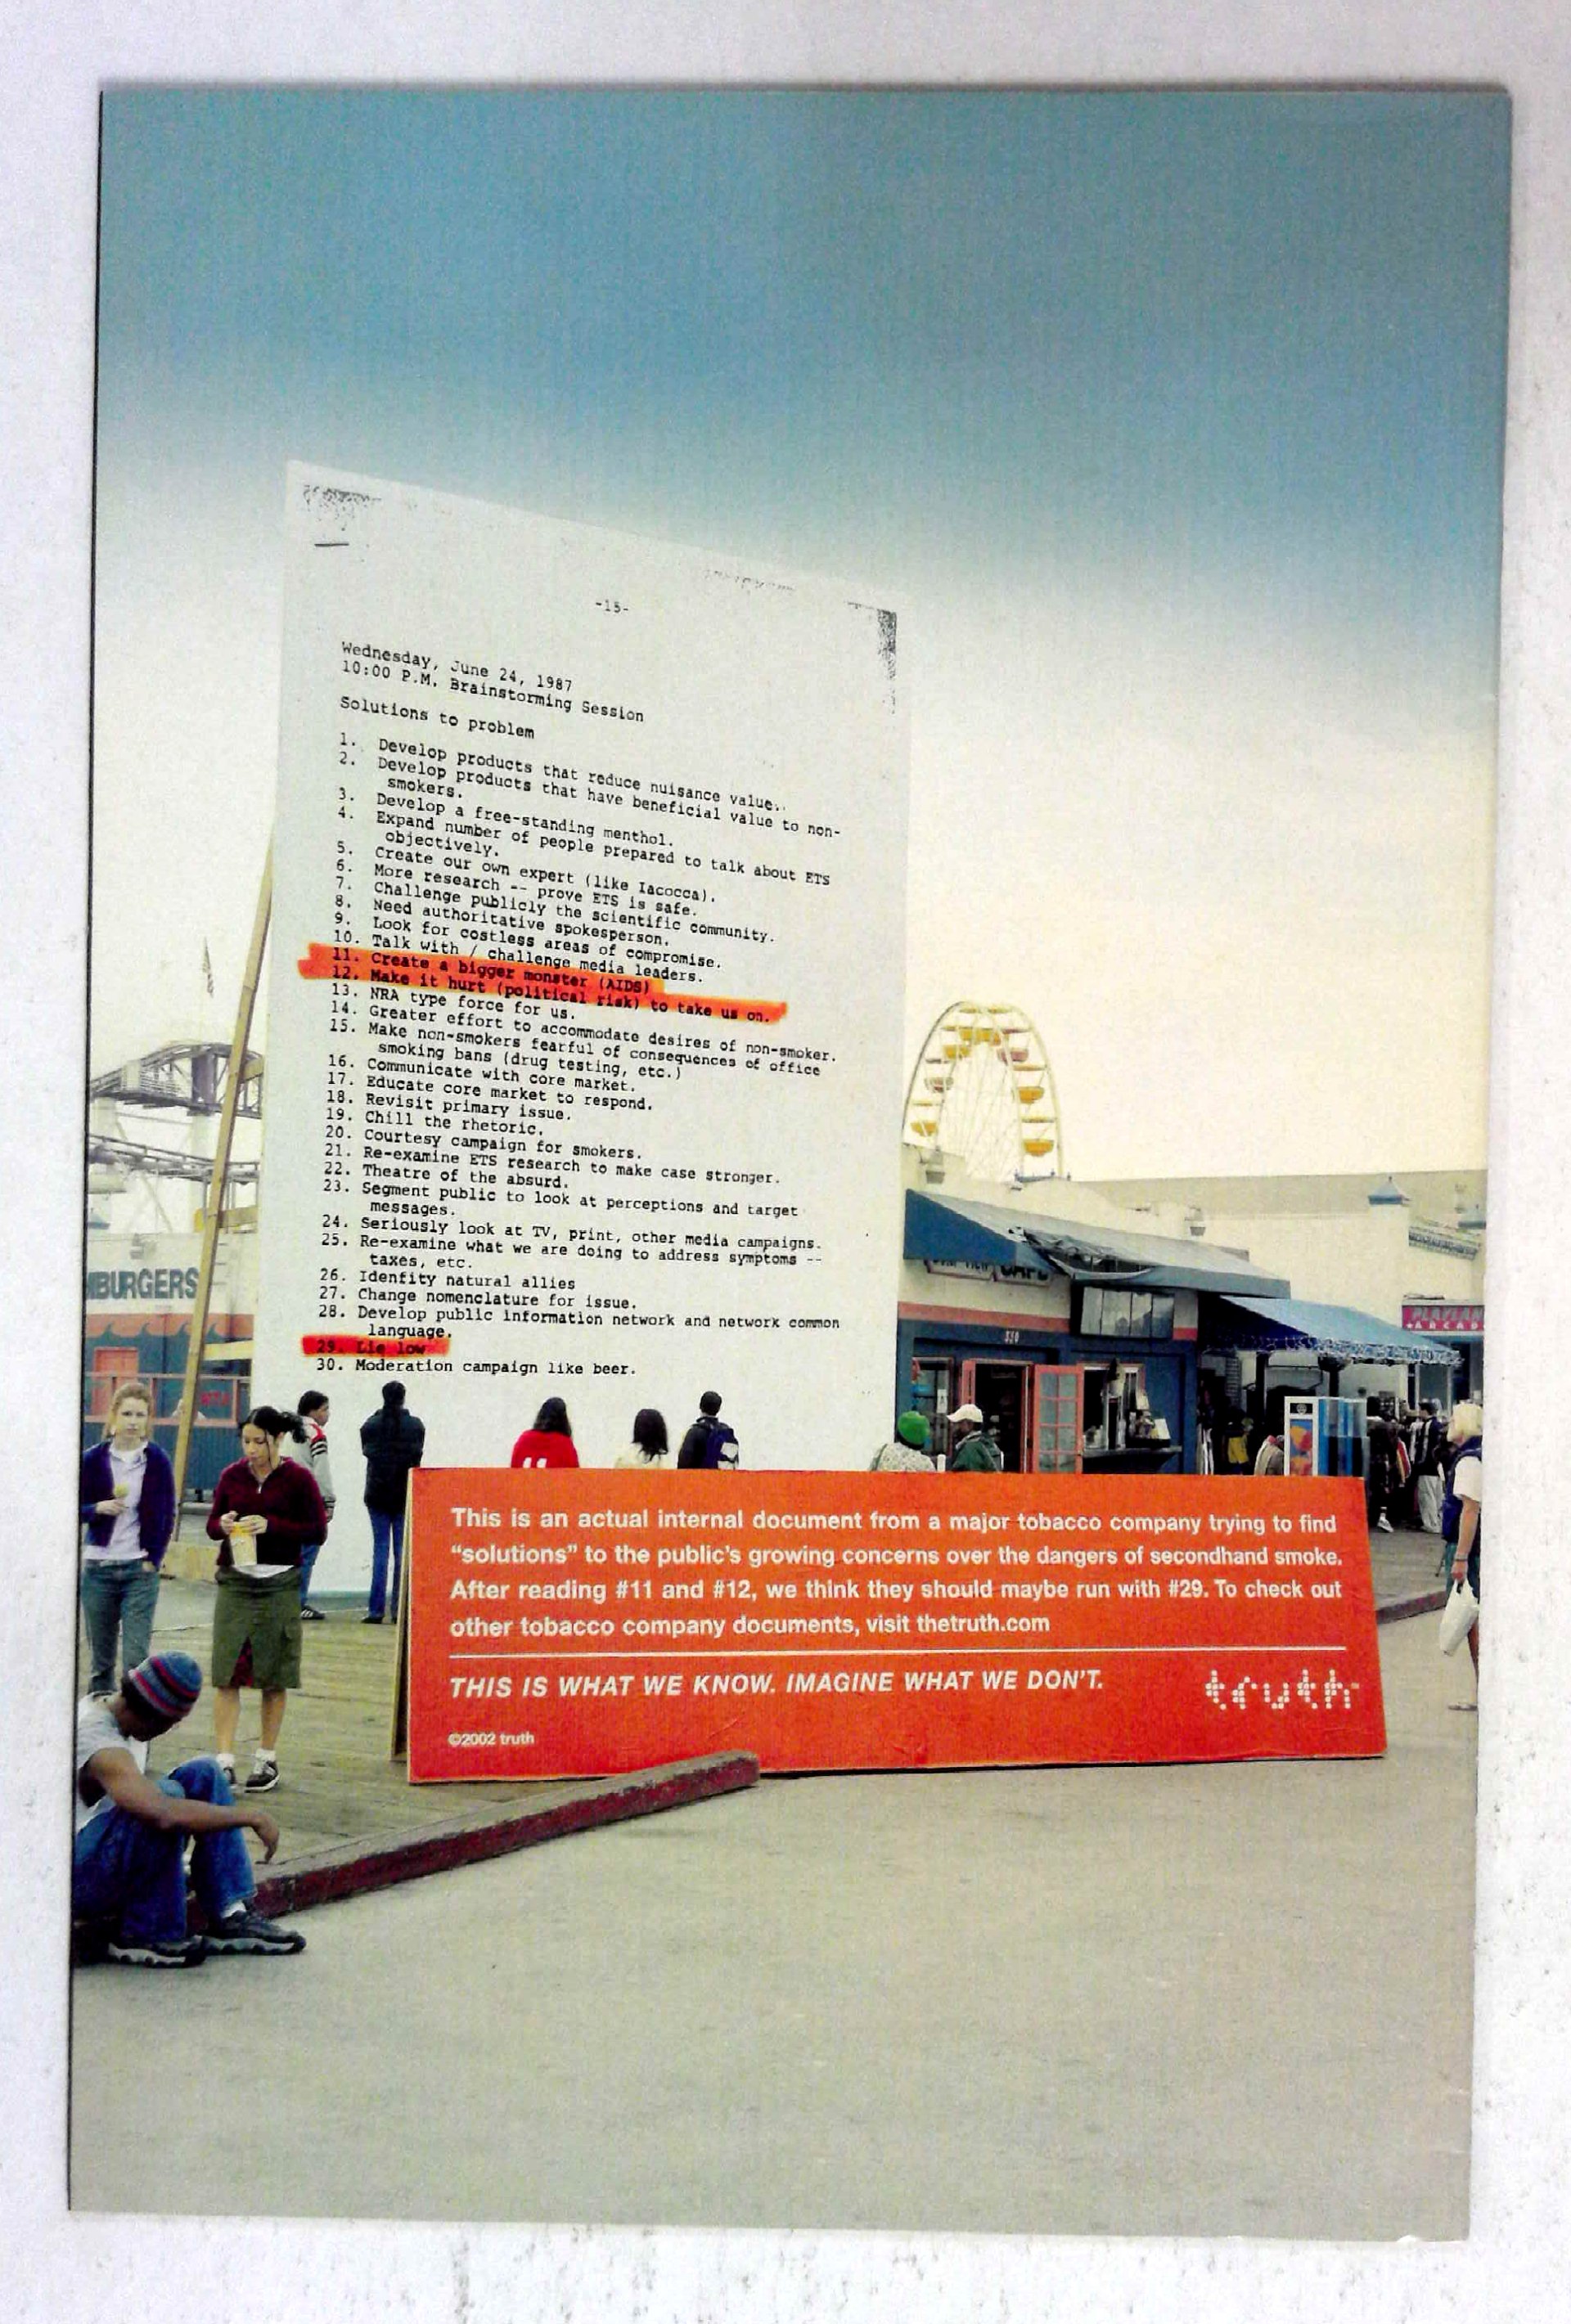 -15-
Wednesday, June 24, 1987
10:00 P.M. Brainstorming Session
Solutions to problem
1. Develop products that reduce nuisance value.
2. Develop products that have beneficial value to non-
smokers.
3. Develop a free-standing menthol.
4. Expand number of people prepared to talk about ETS
objectively.
5. Create our own expert (like Iacocca).
6. More research -- prove ETS is safe.
7. Challenge publicly the scientific community.
8. Need authoritative spokesperson.
9. Look for costless areas of compromise.
10. Talk with / challenge media leaders.
11. Create a bigger monster (AIDS)
12. Make it hurt (political risk) to take us on.
13. NRA type force for us.
14. Greater effort to accommodate desires of non-smoker.
15. Make non-smokers fearful of consequences of office
smoking bans (drug testing, etc.)
16. Communicate with core market.
17. Educate core market to respond.
18. Revisit primary issue.
19. Chill the rhetoric.
20. Courtesy campaign for smokers.
21. Re-examine ETS research to make case stronger.
22. Theatre of the absurd.
23. Segment public to look at perceptions and target
messages.
24. Seriously look at TV, print, other media campaigns.
25. Re-examine what we are doing to address symptoms --
taxes, etc.
26. Idenfity natural allies
27. Change nomenclature for issue.
28. Develop public information network and network common
language.
29. Lie low
30. Moderation campaign like beer.
MBURGERS
CAFE
350
ARCADE
This is an actual internal document from a major tobacco company trying to find
“solutions” to the public's growing concerns over the dangers of secondhand smoke.
After reading #11 and #12, we think they should maybe run with #29. To check out
other tobacco company documents, visit thetruth.com
THIS IS WHAT WE KNOW. IMAGINE WHAT WE DON'T.
truth
©2002 truth